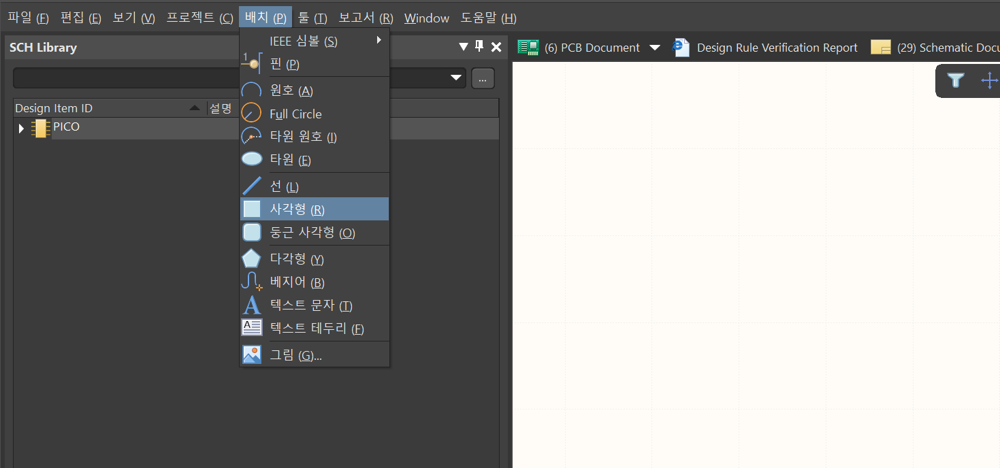 파일 (F) 편집 (E) 보기 (V) 프로젝트 (C) 배치 (P) 툴 (T) 보고서 (R) Window 도움말 (H)
SCH Library
(6) PCB Document
Design Rule Verification Report
(29) Schematic Docu
...
Design Item ID
설명
PICO
IEEE 심볼 (S)
1
핀 (P)
원호 (A)
Full Circle
타원 원호 (I)
타원 (E)
선 (L)
사각형 (R)
둥근 사각형 (O)
다각형 (Y)
베지어 (B)
A
텍스트 문자 (T)
A
텍스트 테두리 (F)
그림 (G)...